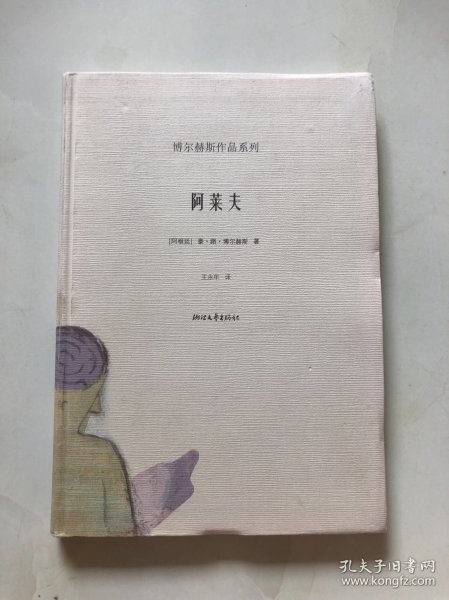 博尔赫斯作品系列
阿莱夫
[阿根廷] 豪·路·博尔赫斯 著
王永年 译
浙江文艺出版社
孔夫子旧书网
www.kongfz.com